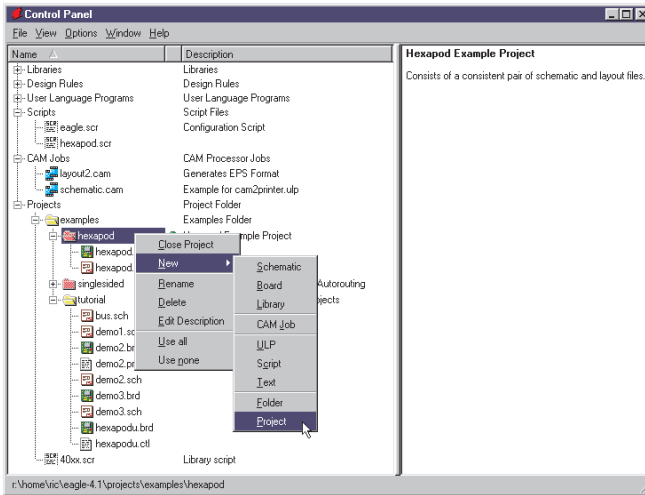 Control Panel
File View Options Window Help
Name Description
Libraries Libraries
Design Rules Design Rules
User Language Programs User Language Programs
Scripts Script Files
eagle.scr Configuration Script
hexapod.scr
CAM Jobs CAM Processor Jobs
layout2.cam Generates EPS Format
schematic.cam Example for cam2printer.ulp
Projects Project Folder
examples Examples Folder
hexapod Example Project
hexapod.
hexapod.
singlesided Autorouting
tutorial
bus.sch
demo1.sc
demo2.br
demo2.pr
demo2.sch
demo3.brd
demo3.sch
hexapodu.brd
hexapodu.ctl
40xx.scr Library script
Close Project
New
Rename
Delete
Edit Description
Use all
Use none
Schematic
Board
Library
CAM Job
ULP
Script
Text
Folder
Project
Hexapod Example Project
Consists of a consistent pair of schematic and layout files.
r:\home\ric\eagle-4.1\projects\examples\hexapod